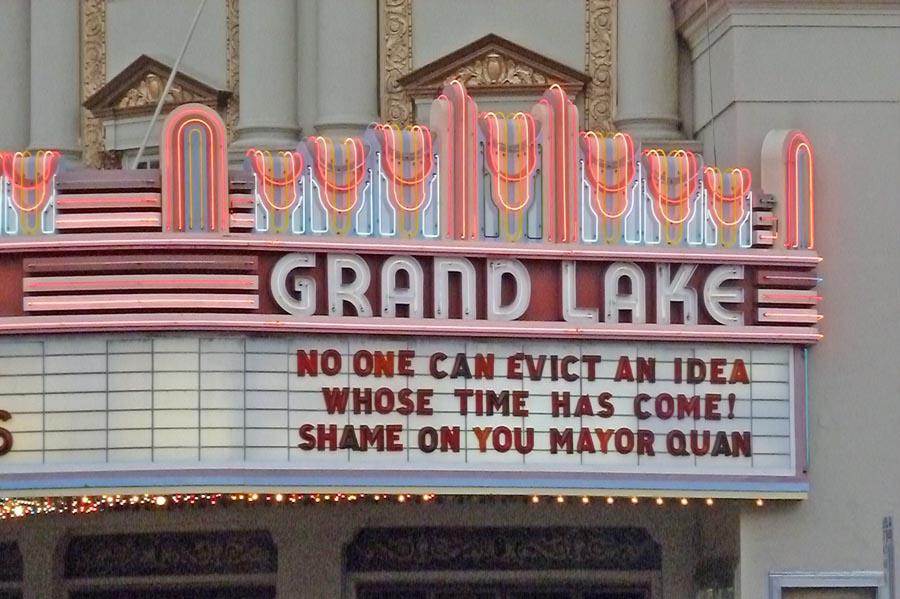 GRAND LAKE
NO ONE CAN EVICT AN IDEA
WHOSE TIME HAS COME!
SHAME ON YOU MAYOR QUAN